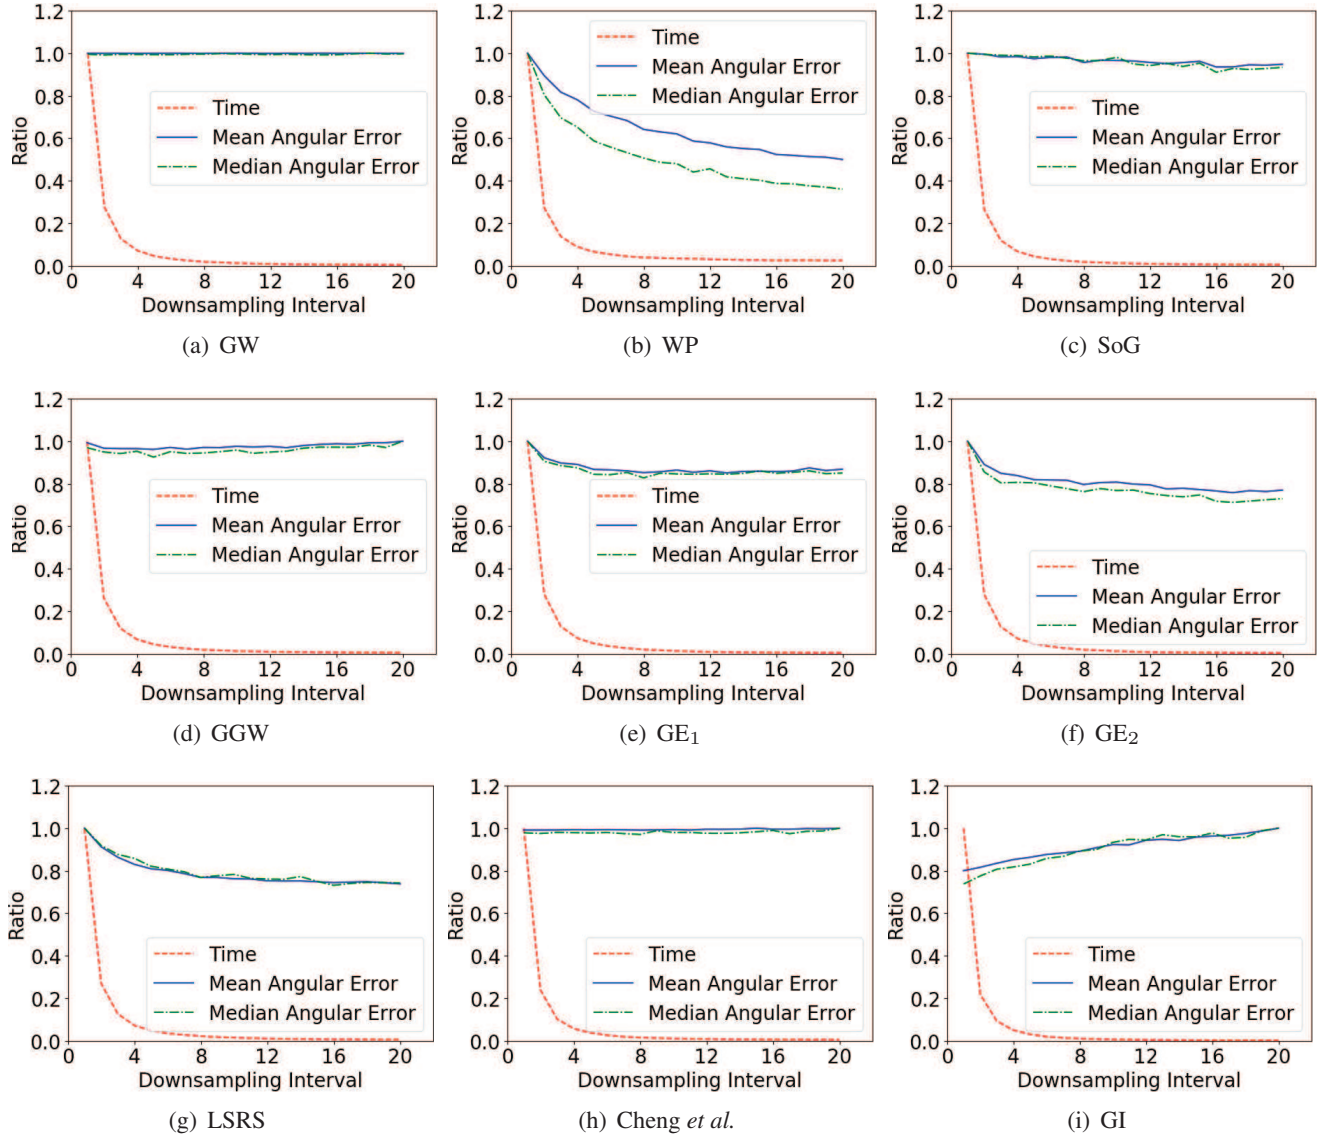 1.2
1.0
0.8
0.6
0.4
0.2
0.0
Ratio
Time
Mean Angular Error
Median Angular Error
0 4 8 12 16 20
Downsampling Interval
(a) GW
1.2
1.0
0.8
0.6
0.4
0.2
0.0
Ratio
Time
Mean Angular Error
Median Angular Error
0 4 8 12 16 20
Downsampling Interval
(b) WP
1.2
1.0
0.8
0.6
0.4
0.2
0.0
Ratio
Time
Mean Angular Error
Median Angular Error
0 4 8 12 16 20
Downsampling Interval
(c) SoG
1.2
1.0
0.8
0.6
0.4
0.2
0.0
Ratio
Time
Mean Angular Error
Median Angular Error
0 4 8 12 16 20
Downsampling Interval
(d) GGW
1.2
1.0
0.8
0.6
0.4
0.2
0.0
Ratio
Time
Mean Angular Error
Median Angular Error
0 4 8 12 16 20
Downsampling Interval
(e) GE₁
1.2
1.0
0.8
0.6
0.4
0.2
0.0
Ratio
Time
Mean Angular Error
Median Angular Error
0 4 8 12 16 20
Downsampling Interval
(f) GE₂
1.2
1.0
0.8
0.6
0.4
0.2
0.0
Ratio
Time
Mean Angular Error
Median Angular Error
0 4 8 12 16 20
Downsampling Interval
(g) LSRS
1.2
1.0
0.8
0.6
0.4
0.2
0.0
Ratio
Time
Mean Angular Error
Median Angular Error
0 4 8 12 16 20
Downsampling Interval
(h) Cheng et al.
1.2
1.0
0.8
0.6
0.4
0.2
0.0
Ratio
Time
Mean Angular Error
Median Angular Error
0 4 8 12 16 20
Downsampling Interval
(i) GI